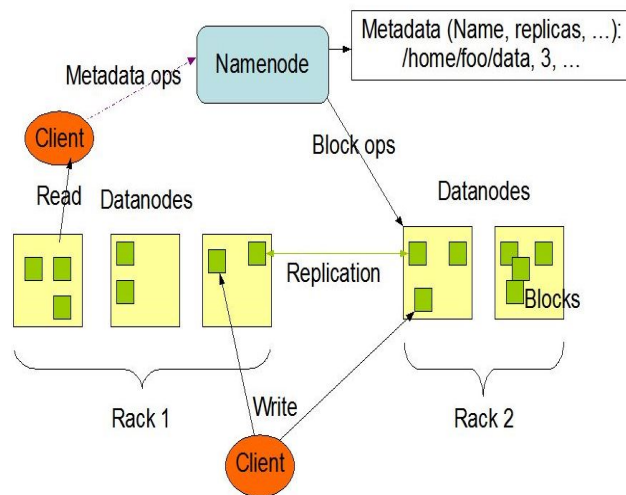 Metadata (Name, replicas, …):
/home/foo/data, 3, …
Namenode
Metadata ops
Client
Block ops
Read
Datanodes
Datanodes
Replication
Blocks
Rack 1
Write
Rack 2
Client